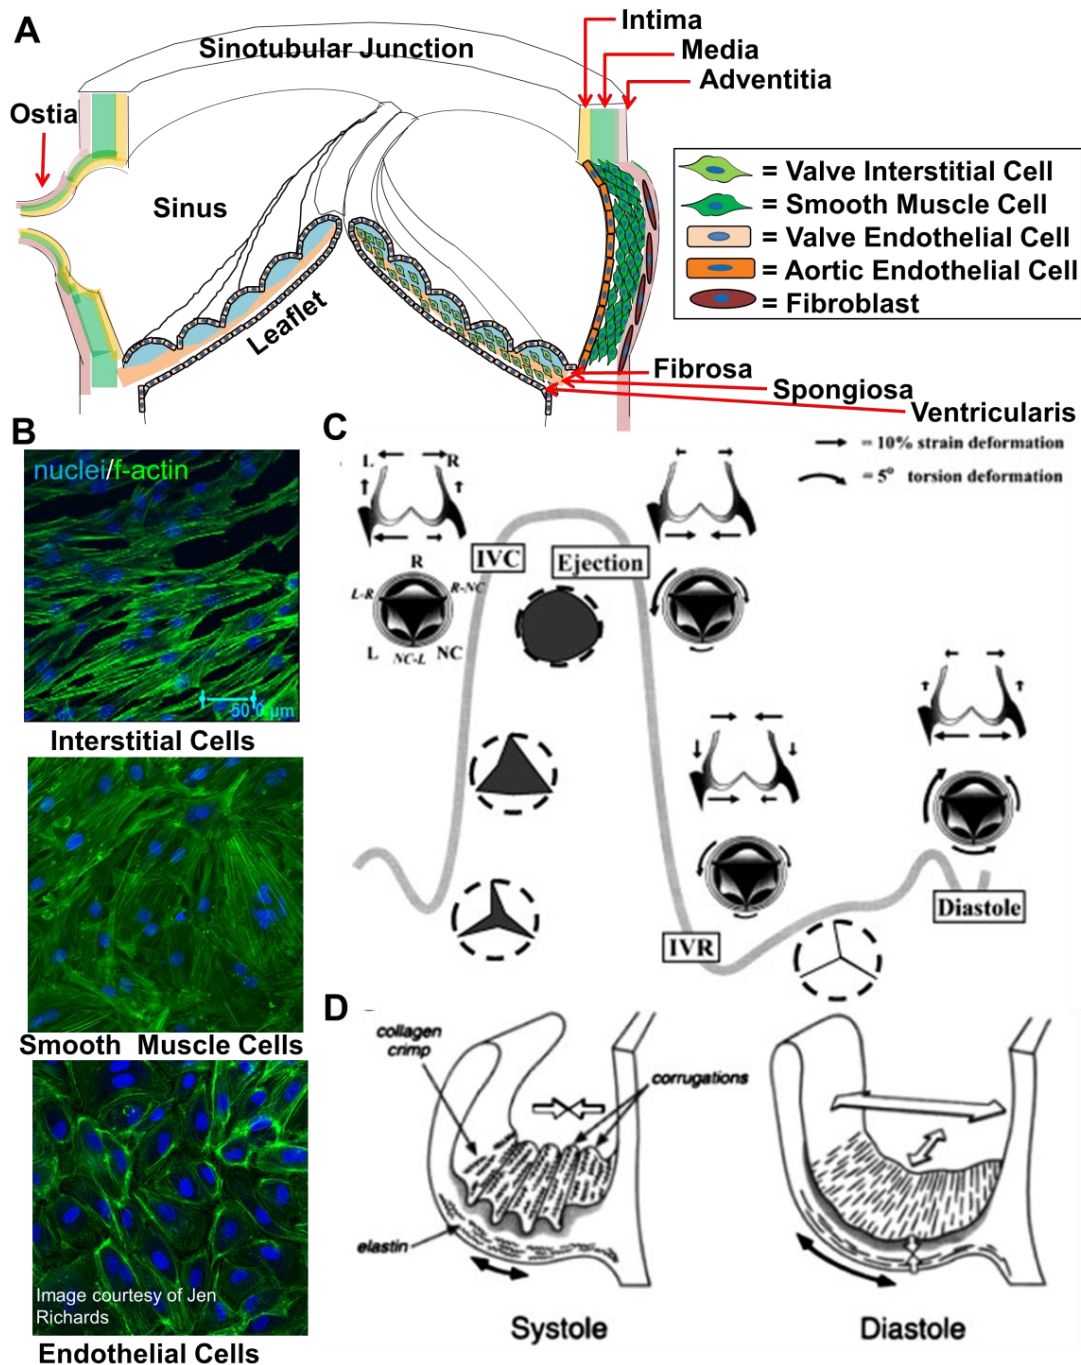 A
Sinotubular Junction
Intima
Media
Adventitia
Ostia
Sinus
Leaflet
= Valve Interstitial Cell
= Smooth Muscle Cell
= Valve Endothelial Cell
= Aortic Endothelial Cell
= Fibroblast
Fibrosa
Spongiosa
Ventricularis
B
nuclei/f-actin
50.0 µm
Interstitial Cells
Smooth Muscle Cells
Image courtesy of Jen
Richards
Endothelial Cells
C
= 10% strain deformation
= 5° torsion deformation
L
R
IVC
Ejection
R
L-R
R-NC
L
NC-L
NC
IVR
Diastole
D
collagen
crimp
corrugations
elastin
Systole
Diastole